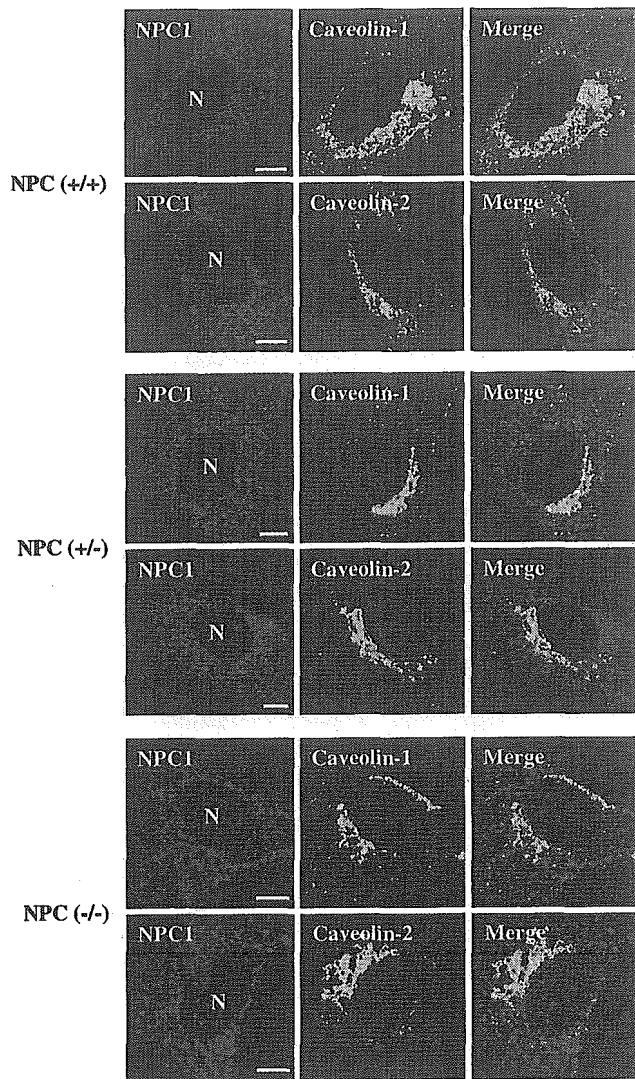 NPC1 Caveolin-1 Merge
N
NPC (+/+)
NPC1 Caveolin-2 Merge
N
NPC1 Caveolin-1 Merge
N
NPC (+/-)
NPC1 Caveolin-2 Merge
N
NPC1 Caveolin-1 Merge
N
NPC (-/-)
NPC1 Caveolin-2 Merge
N